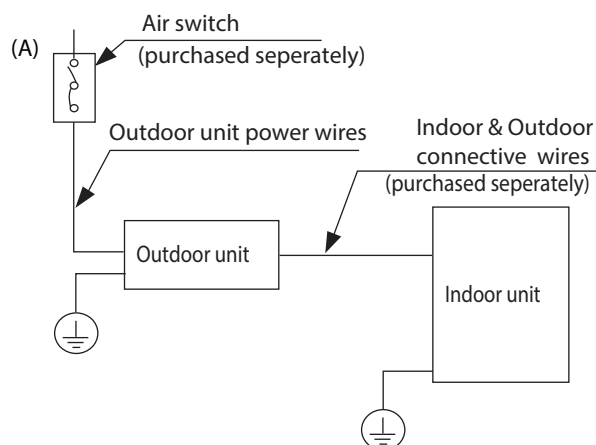 (A)
Air switch
(purchased seperately)
Outdoor unit power wires
Indoor & Outdoor
connective wires
(purchased seperately)
Outdoor unit
Indoor unit